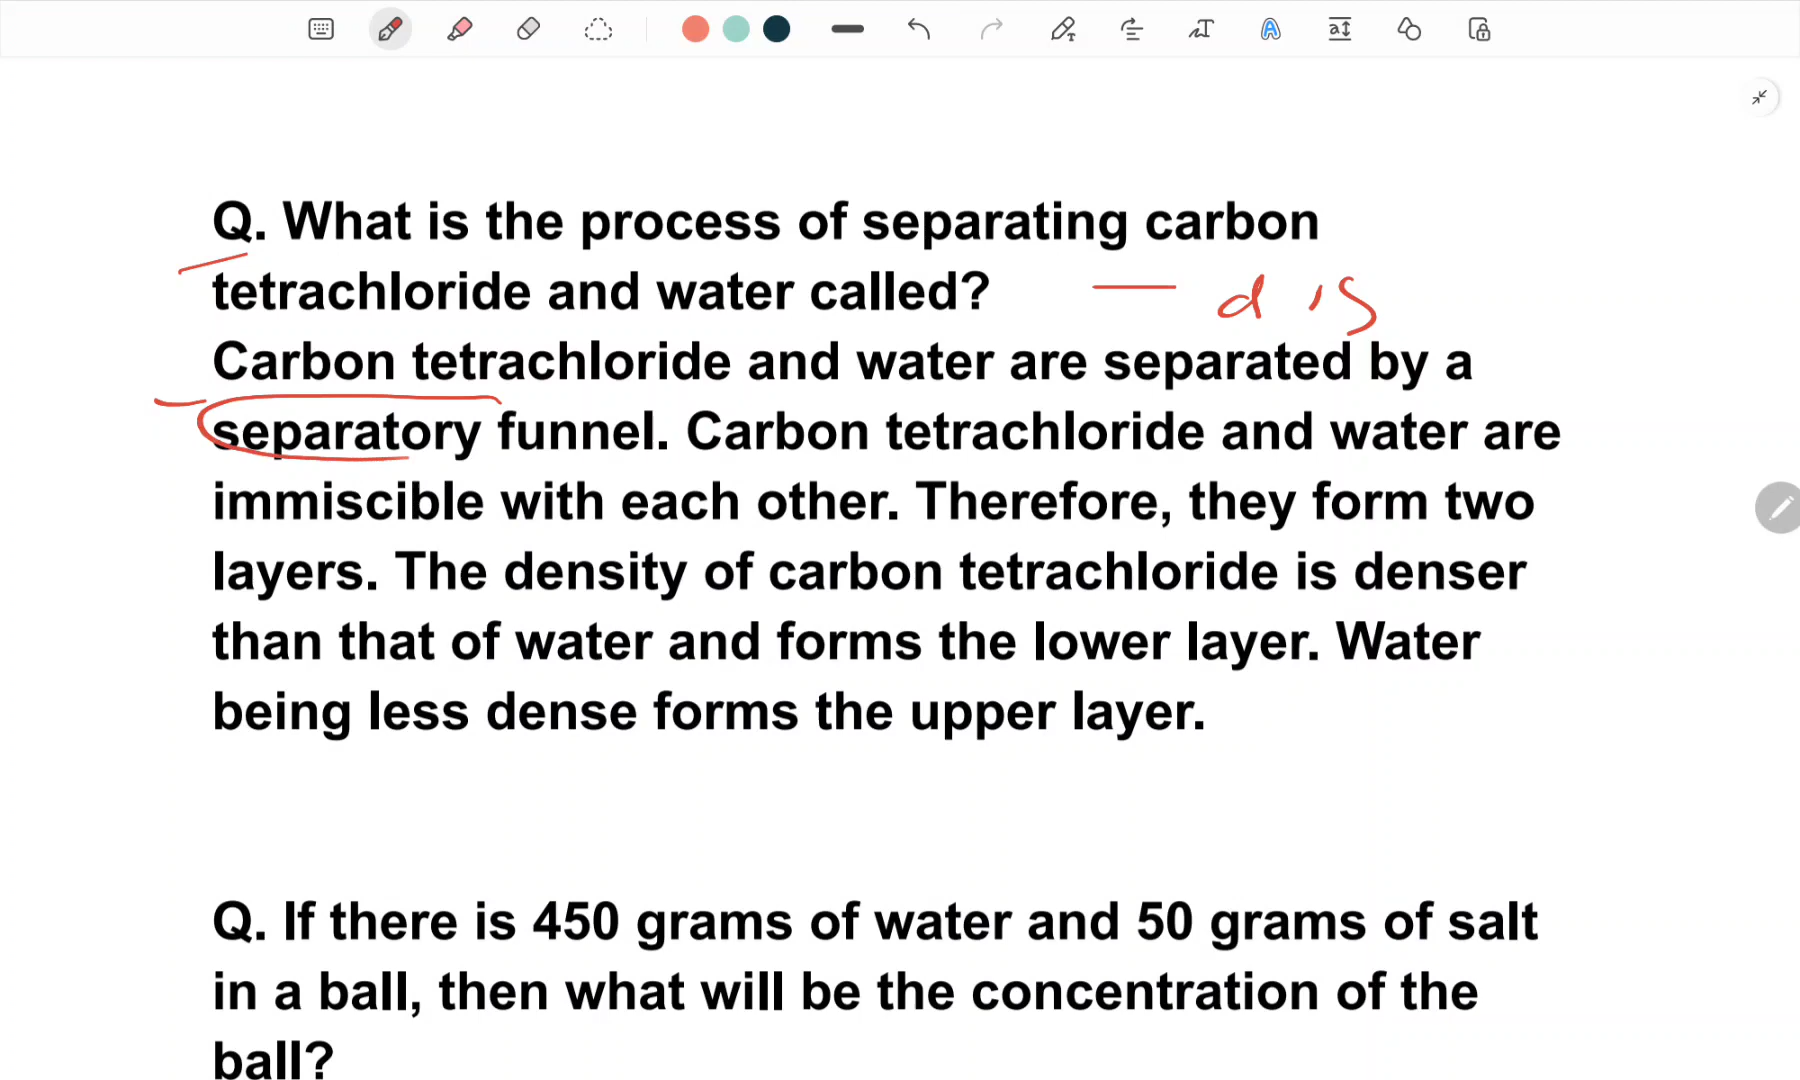 Q. What is the process of separating carbon
tetrachloride and water called? — dis
Carbon tetrachloride and water are separated by a
separatory funnel. Carbon tetrachloride and water are
immiscible with each other. Therefore, they form two
layers. The density of carbon tetrachloride is denser
than that of water and forms the lower layer. Water
being less dense forms the upper layer.
Q. If there is 450 grams of water and 50 grams of salt
in a ball, then what will be the concentration of the
ball?